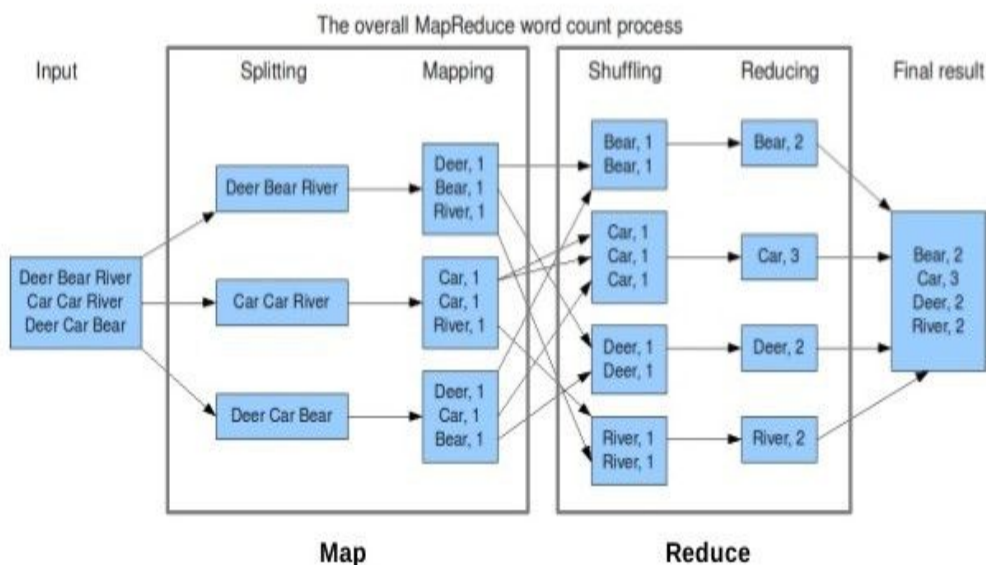 The overall MapReduce word count process
Input
Splitting
Mapping
Shuffling
Reducing
Final result
Deer Bear River
Car Car River
Deer Car Bear
Deer Bear River
Car Car River
Deer Car Bear
Deer, 1
Bear, 1
River, 1
Car, 1
Car, 1
River, 1
Deer, 1
Car, 1
Bear, 1
Bear, 1
Bear, 1
Car, 1
Car, 1
Car, 1
Deer, 1
Deer, 1
River, 1
River, 1
Bear, 2
Car, 3
Deer, 2
River, 2
Bear, 2
Car, 3
Deer, 2
River, 2
Map
Reduce